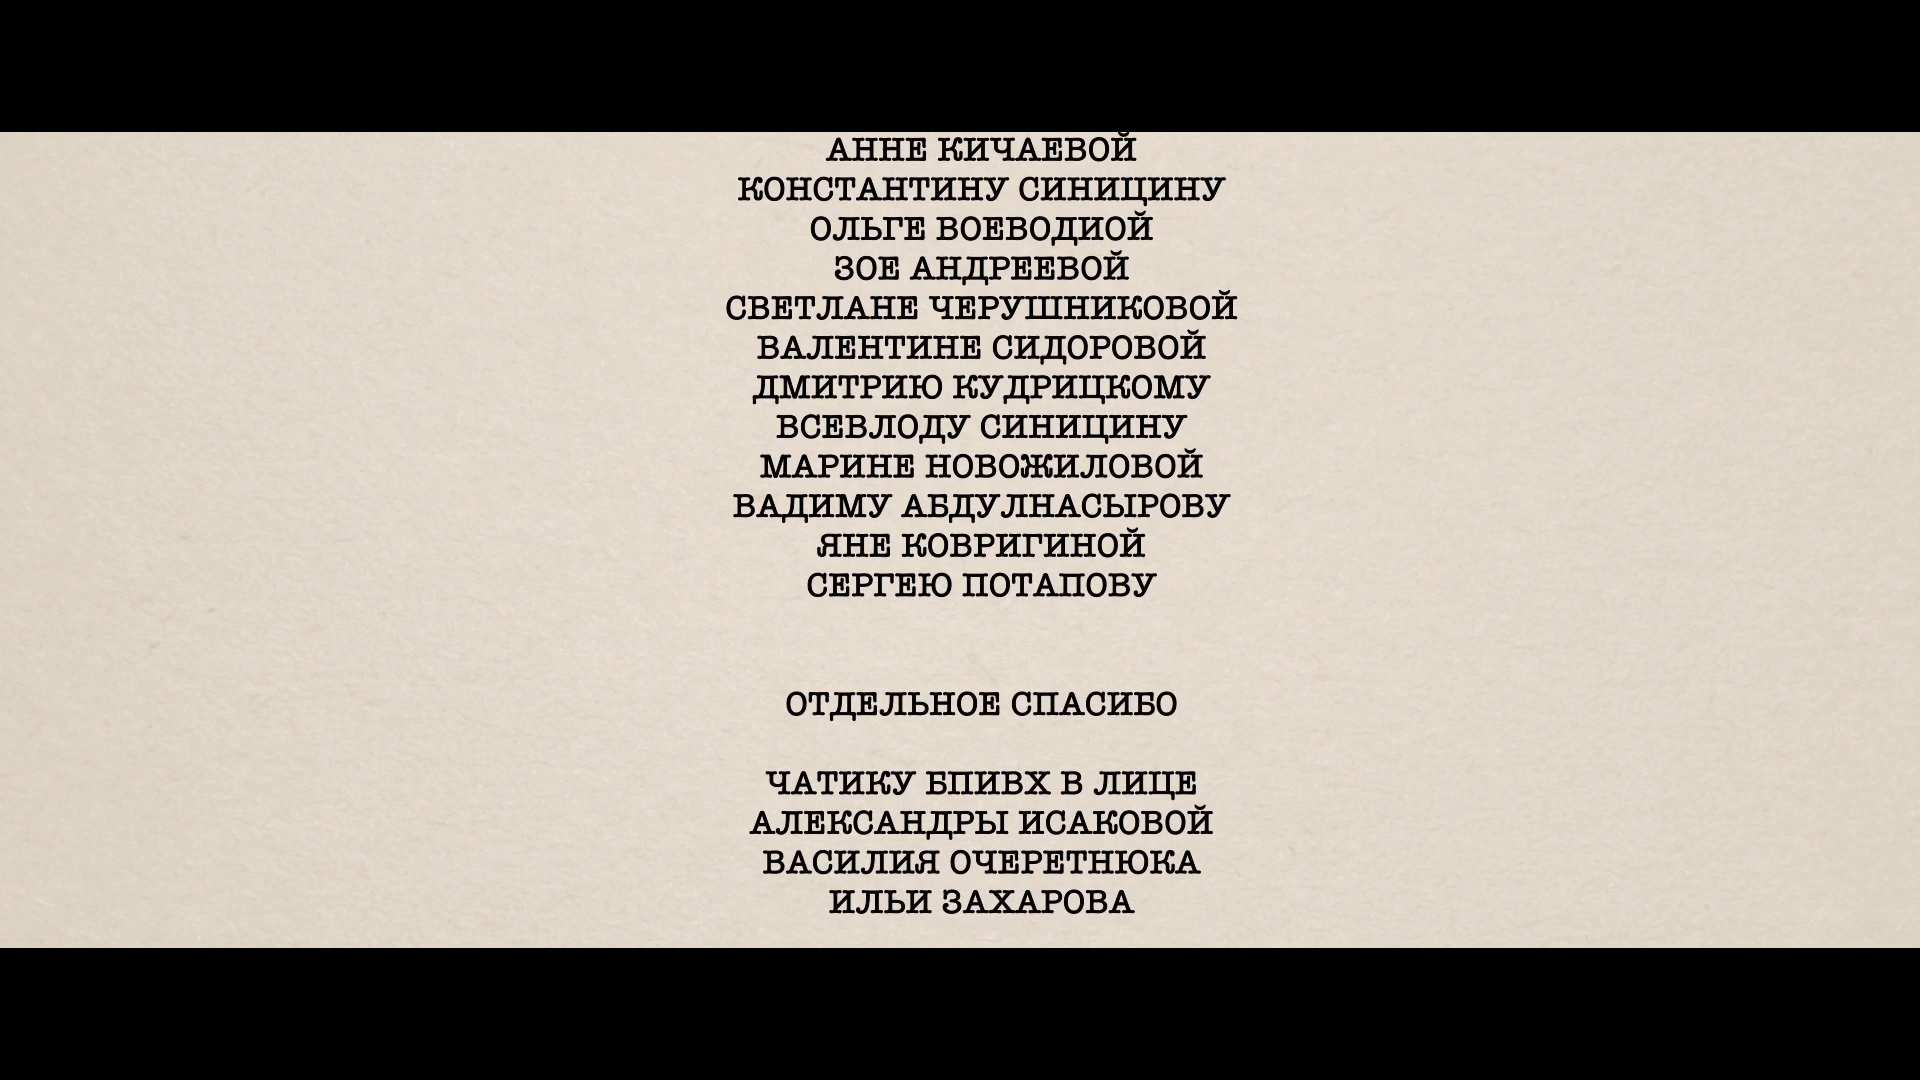 АННЕ КИЧАЕВОЙ
КОНСТАНТИНУ СИНИЦИНУ
ОЛЬГЕ ВОЕВОДИОЙ
ЗОЕ АНДРЕЕВОЙ
СВЕТЛАНЕ ЧЕРУШНИКОВОЙ
ВАЛЕНТИНЕ СИДОРОВОЙ
ДМИТРИЮ КУДРИЦКОМУ
ВСЕВЛОДУ СИНИЦИНУ
МАРИНЕ НОВОЖИЛОВОЙ
ВАДИМУ АБДУЛНАСЫРОВУ
ЯНЕ КОВРИГИНОЙ
СЕРГЕЮ ПОТАПОВУ
ОТДЕЛЬНОЕ СПАСИБО
ЧАТИКУ БПИВХ В ЛИЦЕ
АЛЕКСАНДРЫ ИСАКОВОЙ
ВАСИЛИЯ ОЧЕРЕТНЮКА
ИЛЬИ ЗАХАРОВА